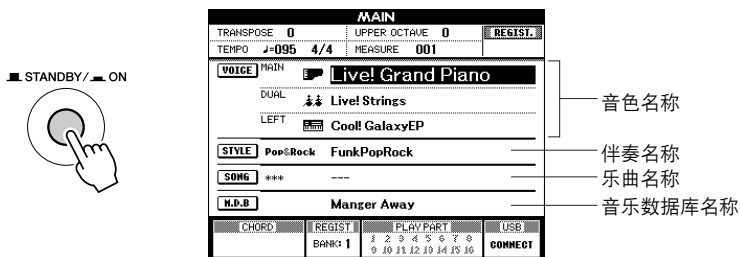 STANDBY/ ON
MAIN
TRANSPOSE 0 UPPER OCTAVE 0 REGIST.
TEMPO ♩=095 4/4 MEASURE 001
VOICE MAIN Live! Grand Piano
DUAL Live! Strings
LEFT Cool! GalaxyEP
音色名称
STYLE Pop&Rock FunkPopRock 伴奏名称
SONG *** --- 乐曲名称
M.D.B Manger Away 音乐数据库名称
CHORD REGIST PLAY PART USB
BANK: 1 1 2 3 4 5 6 7 8 CONNECT
9 10 11 12 13 14 15 16